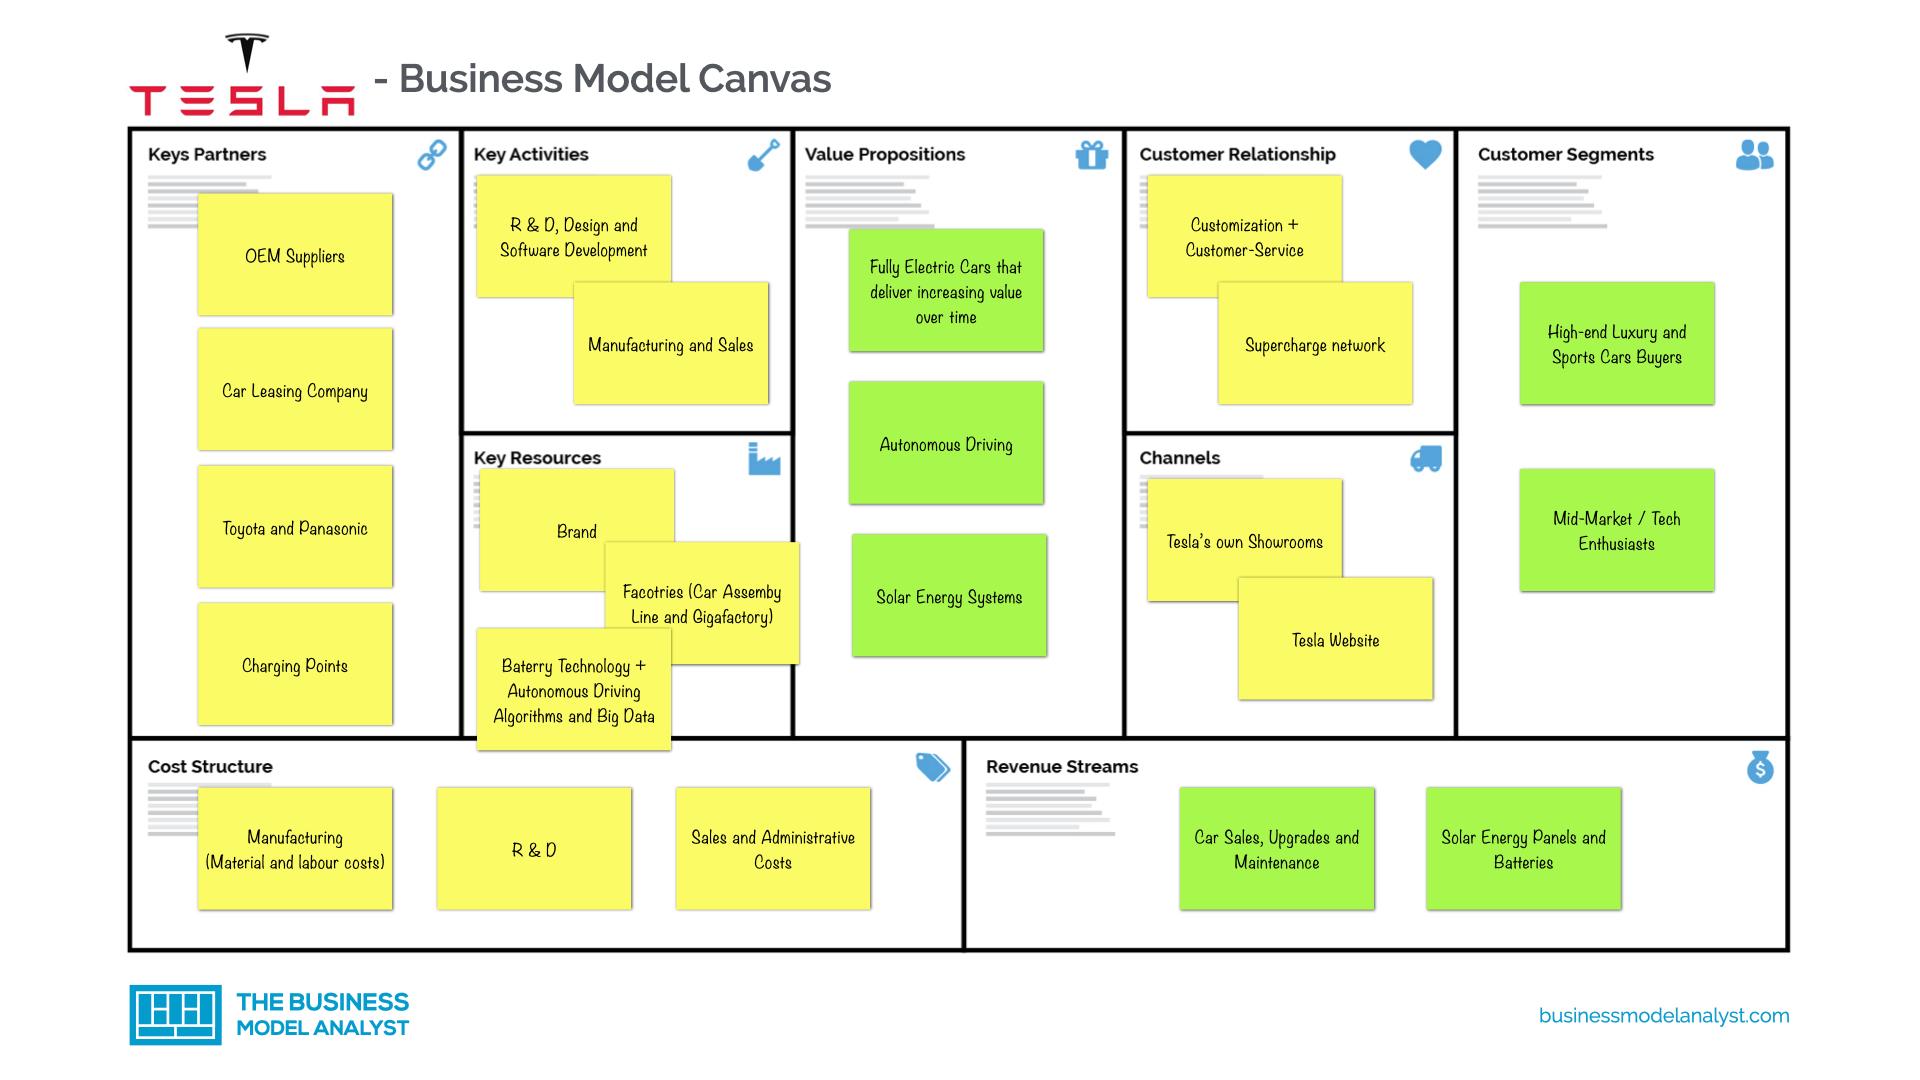 TESLA - Business Model Canvas
Keys Partners
OEM Suppliers
Car Leasing Company
Toyota and Panasonic
Charging Points
Key Activities
R & D, Design and
Software Development
Manufacturing and Sales
Key Resources
Brand
Facotries (Car Assemby
Line and Gigafactory)
Baterry Technology +
Autonomous Driving
Algorithms and Big Data
Value Propositions
Fully Electric Cars that
deliver increasing value
over time
Autonomous Driving
Solar Energy Systems
Customer Relationship
Customization +
Customer-Service
Supercharge network
Channels
Tesla's own Showrooms
Tesla Website
Customer Segments
High-end Luxury and
Sports Cars Buyers
Mid-Market / Tech
Enthusiasts
Cost Structure
Manufacturing
(Material and labour costs)
R & D
Sales and Administrative
Costs
Revenue Streams
$
Car Sales, Upgrades and
Maintenance
Solar Energy Panels and
Batteries
THE BUSINESS
MODEL ANALYST
businessmodelanalyst.com